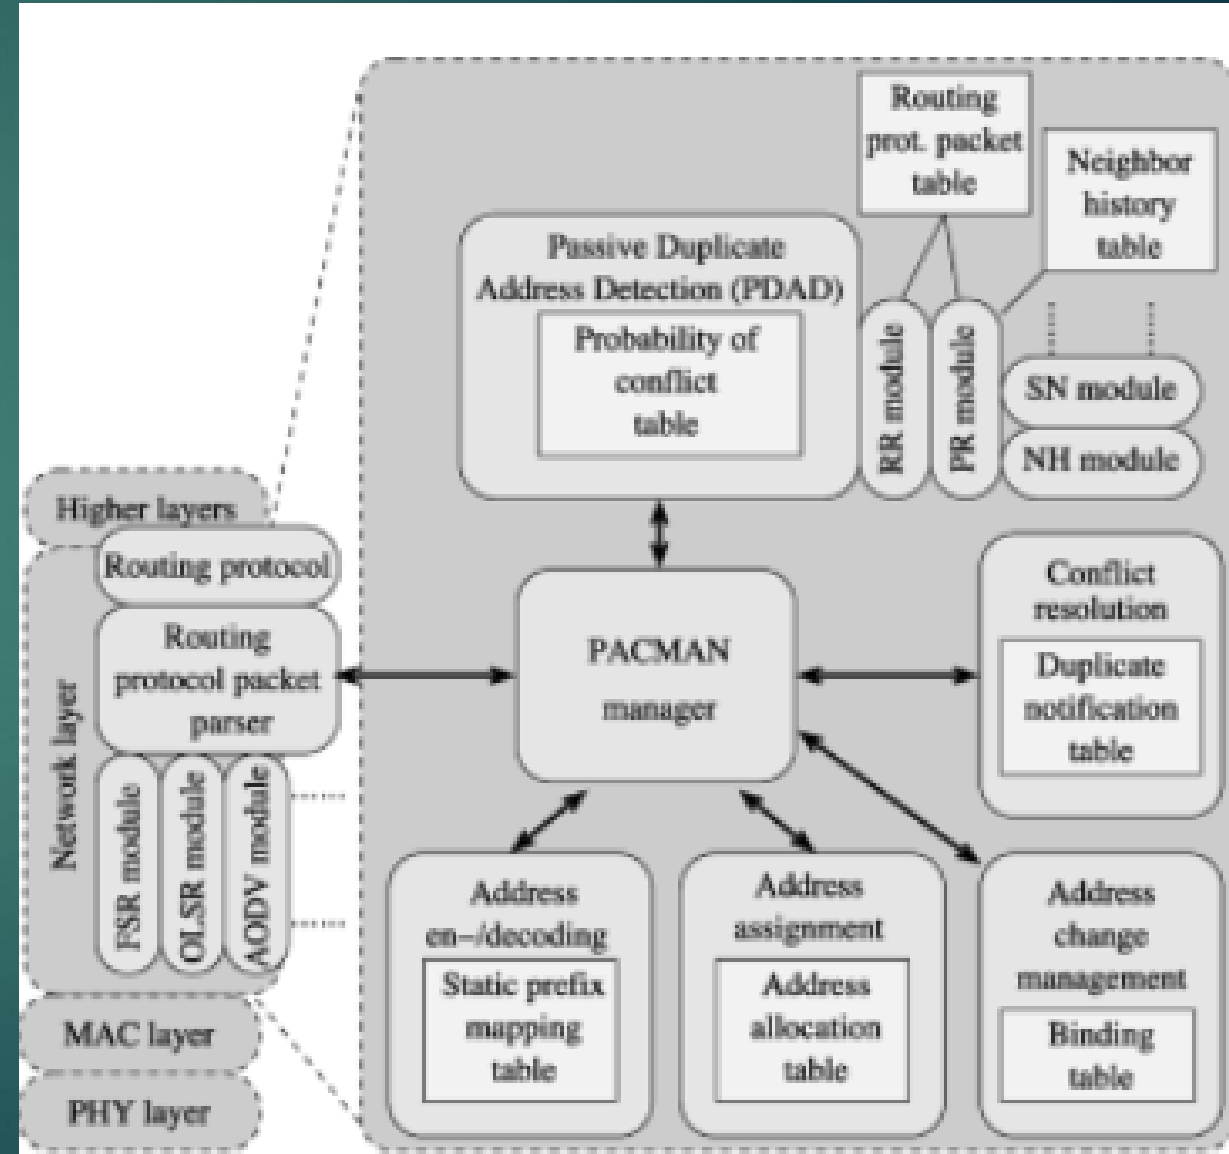 Routing
prot. packet
table
Neighbor
history
table
Passive Duplicate
Address Detection (PDAD)
Probability of
conflict
table
RR module
PR module
SN module
NH module
Higher layers
Routing protocol
Routing
protocol packet
parser
Network layer
FSR module
OLSR module
AODV module
MAC layer
PHY layer
PACMAN
manager
Conflict
resolution
Duplicate
notification
table
Address
en-/decoding
Static prefix
mapping
table
Address
assignment
Address
allocation
table
Address
change
management
Binding
table